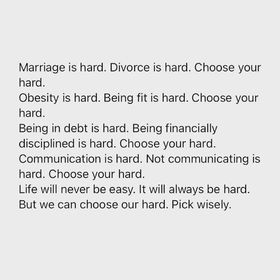 Marriage is hard. Divorce is hard. Choose your
hard.
Obesity is hard. Being fit is hard. Choose your
hard.
Being in debt is hard. Being financially
disciplined is hard. Choose your hard.
Communication is hard. Not communicating is
hard. Choose your hard.
Life will never be easy. It will always be hard.
But we can choose our hard. Pick wisely.